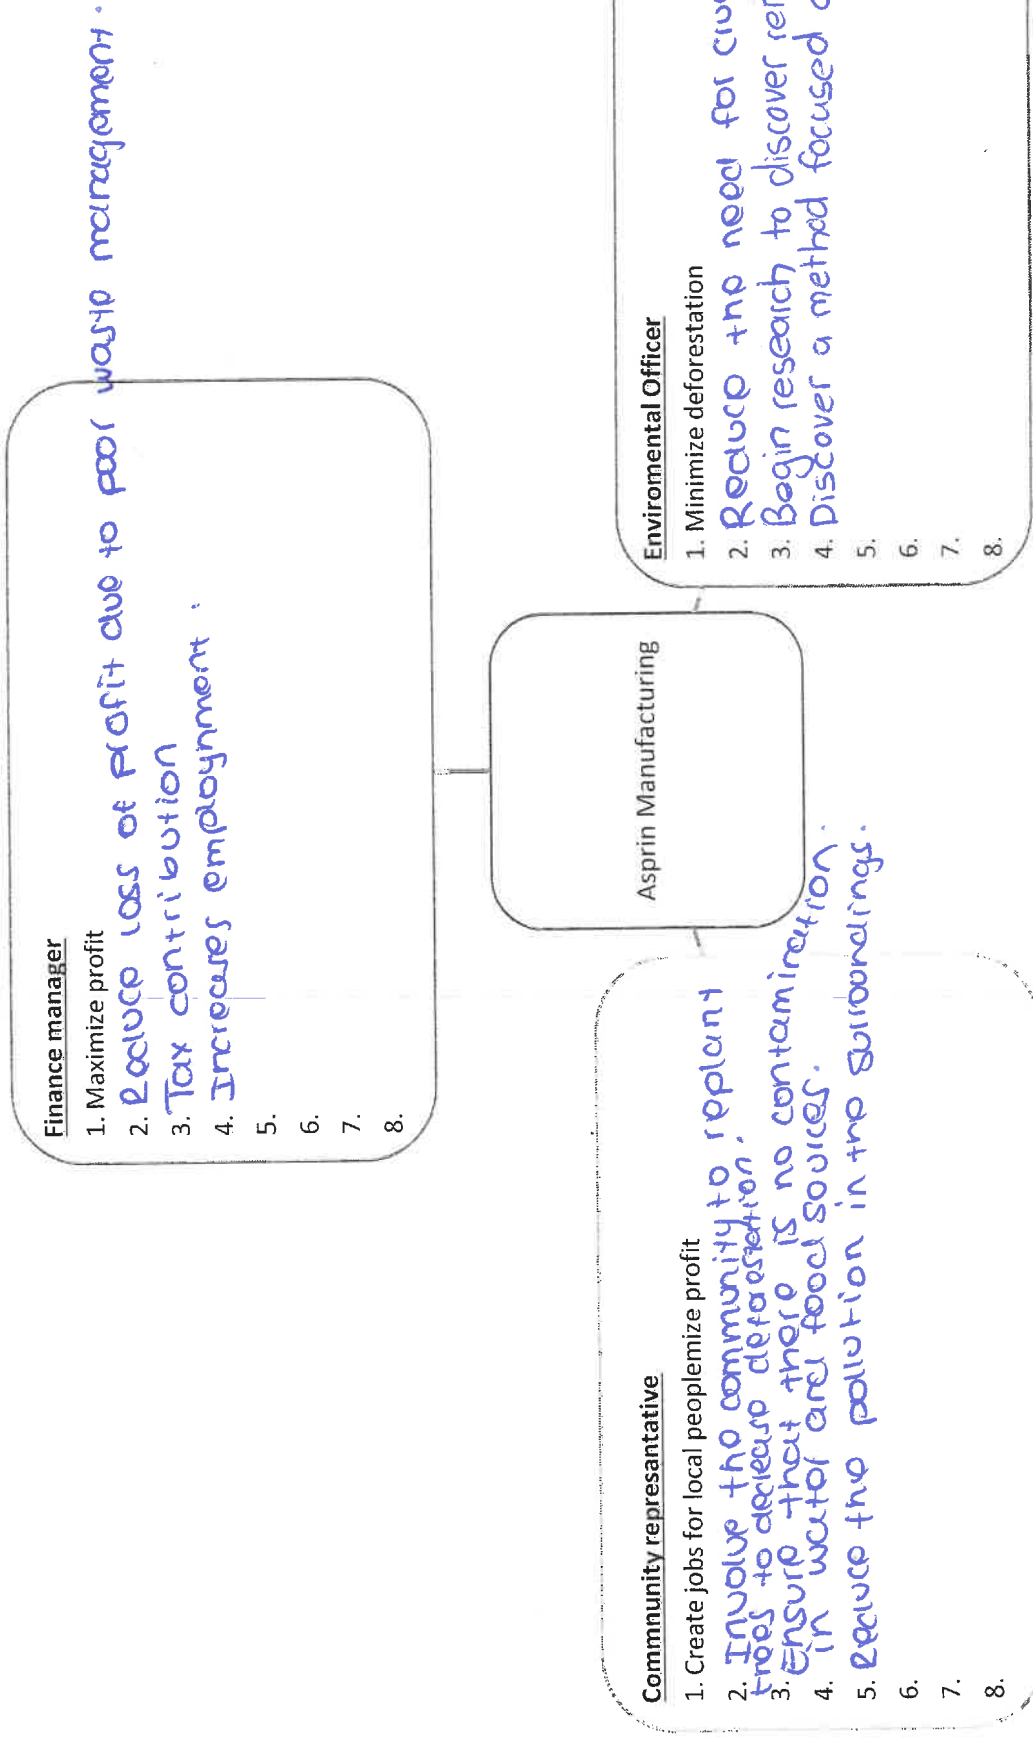 Finance manager
1. Maximize profit
2. Reduce loss of profit due to poor waste management.
3. Tax contribution
4. Increases employnment.
5.
6.
7.
8.
Asprin Manufacturing
Commnunity represantative
1. Create jobs for local peoplemize profit
2. Involve the community to replant
trees to decrease deforestation.
3. Ensure that there is no contamination.
4. in water and food sources.
5. Reduce the pollution in the surroundings.
6.
7.
8.
Enviromental Officer
1. Minimize deforestation
2. Reduce the need for
3. Begin research to discover
4. Discover a method focused
5.
6.
7.
8.